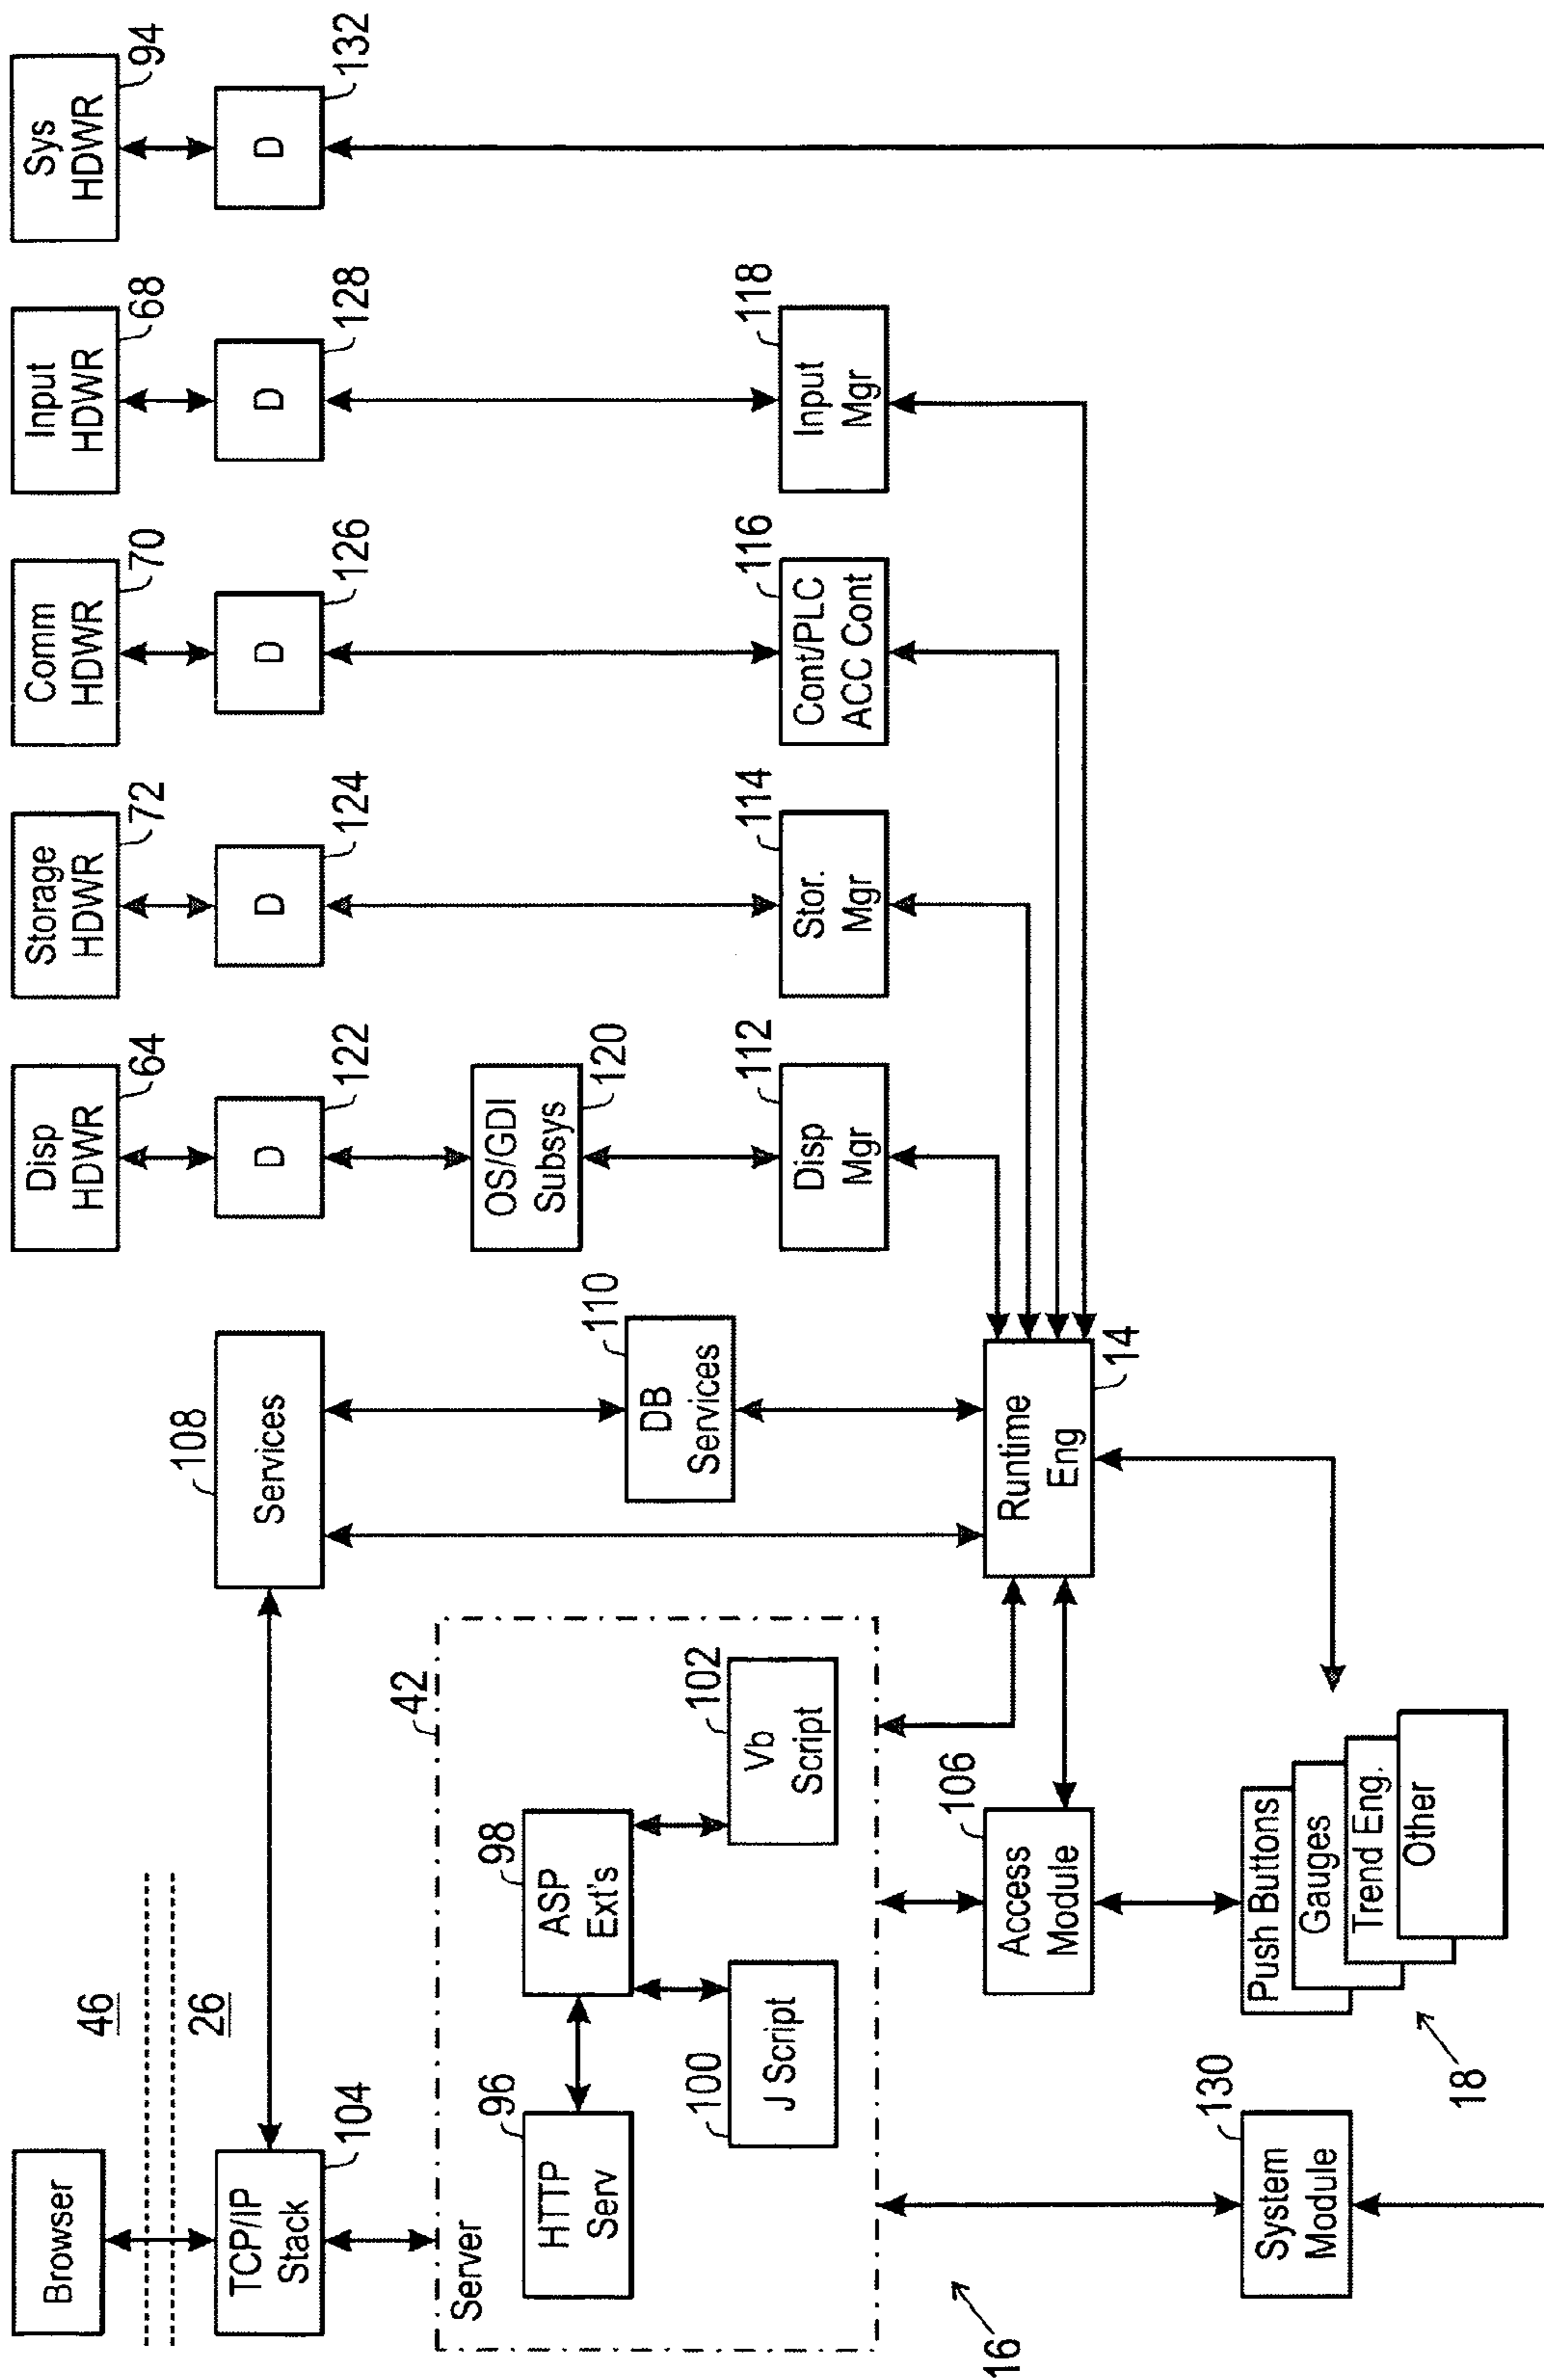 Browser
46
26
TCP/IP
Stack
104
Services
108
Disp
HDWR
64
Storage
HDWR
72
Comm
HDWR
70
Input
HDWR
68
Sys
HDWR
94
D
122
D
124
D
126
D
128
D
132
Server
42
HTTP
Serv
96
ASP
Ext's
98
J Script
100
Vb
Script
102
DB
Services
110
OS/GDI
Subsys
120
Disp
Mgr
112
Stor.
Mgr
114
Cont/PLC
ACC Cont
116
Input
Mgr
118
16
Access
Module
106
Runtime
Eng
14
System
Module
130
Push Buttons
Gauges
Trend Eng.
Other
18